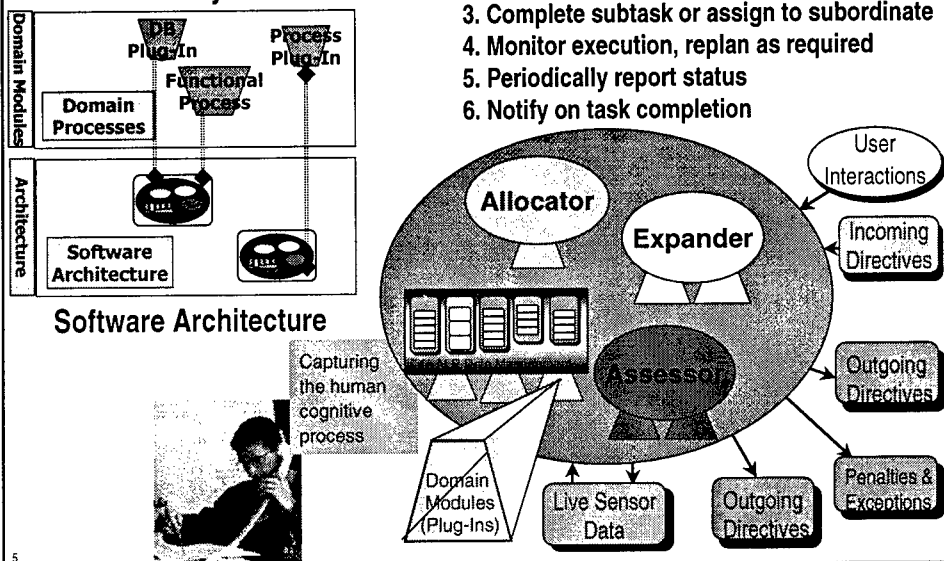 3. Complete subtask or assign to subordinate
4. Monitor execution, replan as required
5. Periodically report status
6. Notify on task completion
Domain Modules
DB
Plug-In
Process
Plug-In
Functional
Process
Domain
Processes
Architecture
Software
Architecture
Software Architecture
Capturing
the human
cognitive
process
Allocator
Expander
Assessor
Domain
Modules
(Plug-Ins)
User
Interactions
Incoming
Directives
Outgoing
Directives
Penalties &
Exceptions
Outgoing
Directives
Live Sensor
Data
5